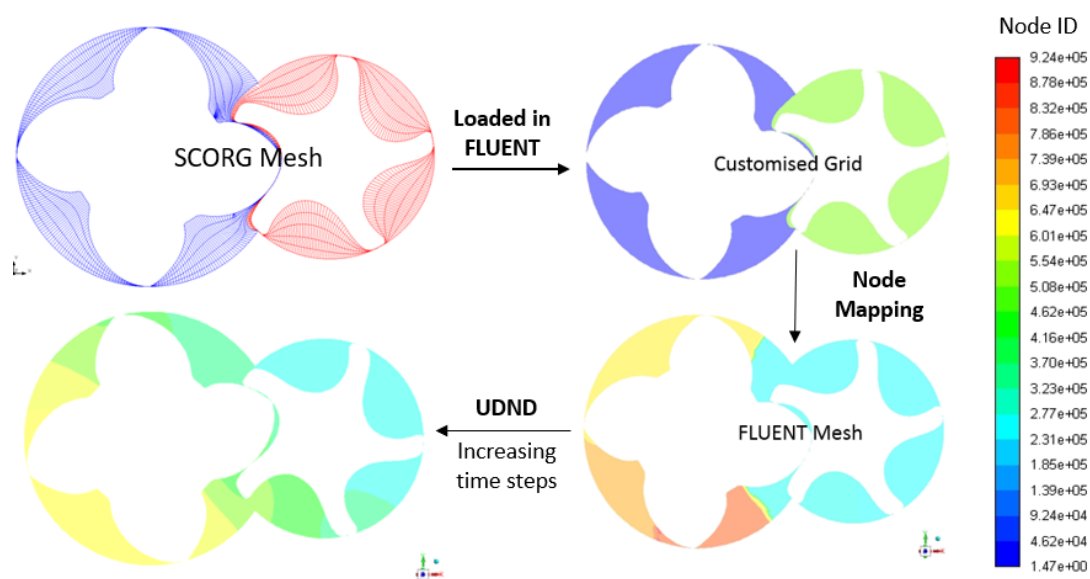 Node ID
SCORG Mesh
Loaded in
FLUENT
Customised Grid
Node
Mapping
FLUENT Mesh
UDND
Increasing
time steps
9.24e+05
8.78e+05
8.32e+05
7.86e+05
7.39e+05
6.93e+05
6.47e+05
6.01e+05
5.54e+05
5.08e+05
4.62e+05
4.16e+05
3.70e+05
3.23e+05
2.77e+05
2.31e+05
1.85e+05
1.39e+05
9.24e+04
4.62e+04
1.47e+00